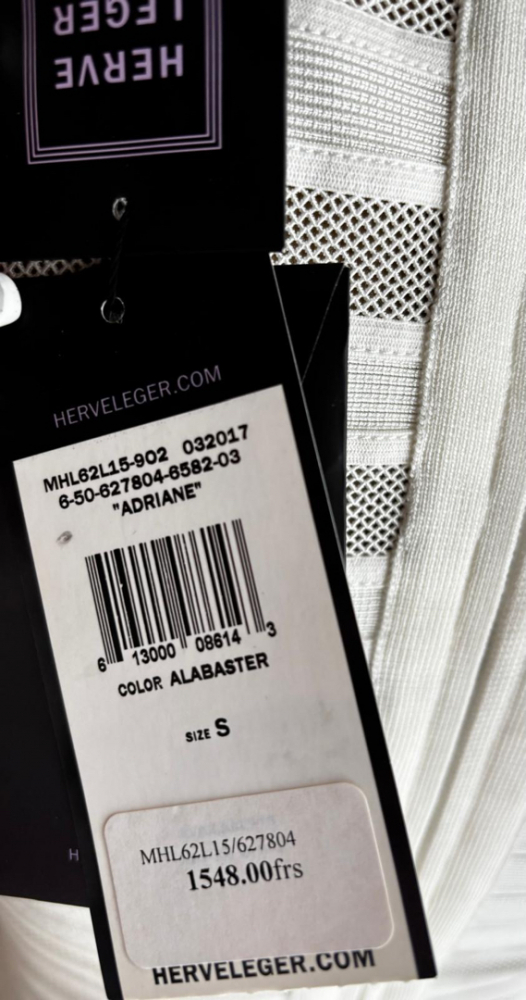 HERVE
LEGER
HERVELEGER.COM
MHL62L15-902 032017
6-50-627804-6582-03
"ADRIANE"
6 13000 08614 3
COLOR ALABASTER
SIZE S
H
MHL62L15/627804
1548.00frs
HERVELEGER.COM